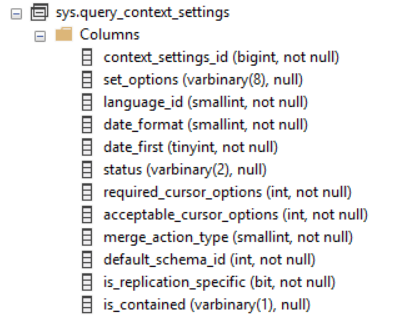 sys.query_context_settings
Columns
context_settings_id (bigint, not null)
set_options (varbinary(8), null)
language_id (smallint, not null)
date_format (smallint, not null)
date_first (tinyint, not null)
status (varbinary(2), null)
required_cursor_options (int, not null)
acceptable_cursor_options (int, not null)
merge_action_type (smallint, not null)
default_schema_id (int, not null)
is_replication_specific (bit, not null)
is_contained (varbinary(1), null)